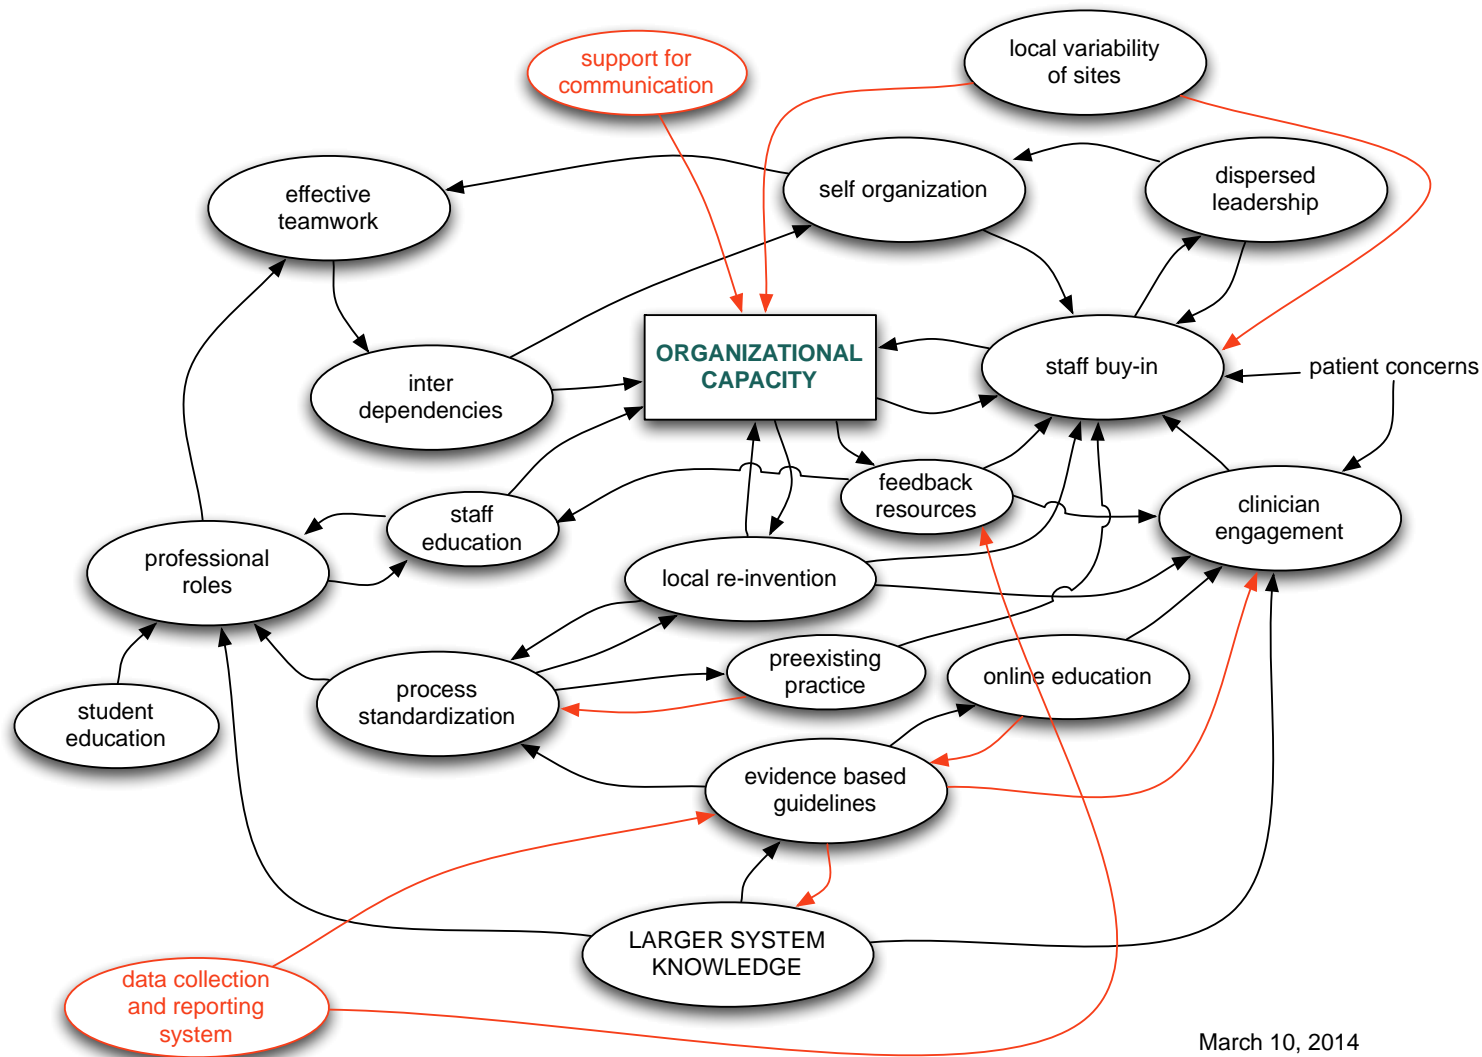 support for
communication
local variability
of sites
effective
teamwork
self organization
dispersed
leadership
ORGANIZATIONAL
CAPACITY
staff buy-in
patient concerns
inter
dependencies
feedback
resources
clinician
engagement
staff
education
professional
roles
local re-invention
preexisting
practice
online education
process
standardization
student
education
evidence based
guidelines
LARGER SYSTEM
KNOWLEDGE
data collection
and reporting
system
March 10, 2014